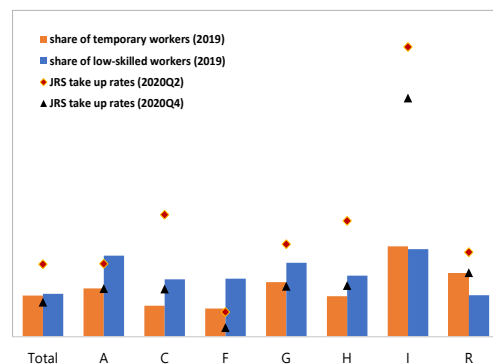 share of temporary workers (2019)
share of low-skilled workers (2019)
JRS take up rates (2020Q2)
JRS take up rates (2020Q4)
Total A C F G H I R